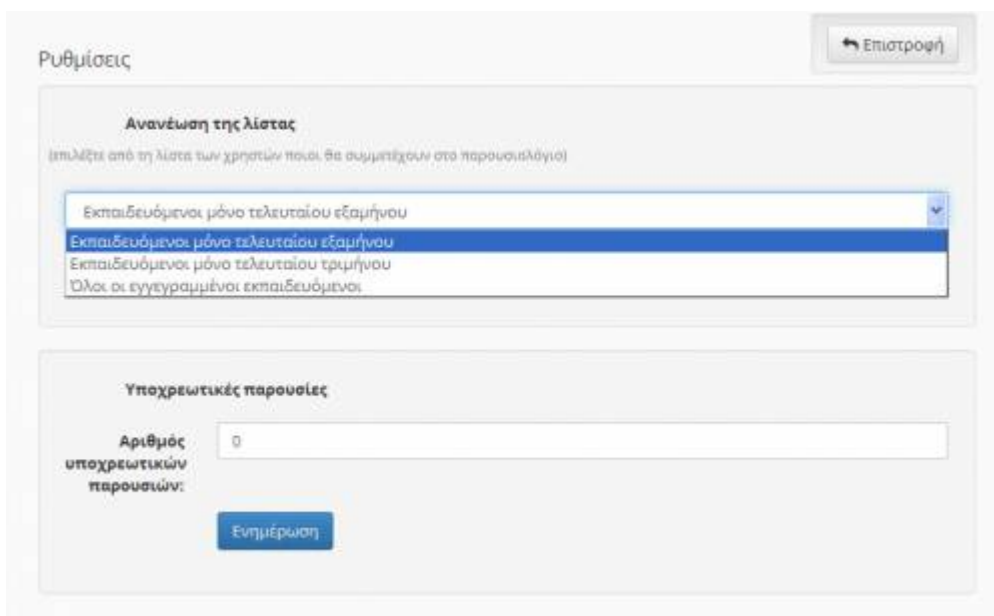 Επιστροφή
Ρυθμίσεις
Ανανέωση της λίστας
(επιλέξτε από τη λίστα των χρηστών ποιοι θα συμμετέχουν στο παρουσιολόγιο)
Εκπαιδευόμενοι μόνο τελευταίου εξαμήνου
Εκπαιδευόμενοι μόνο τελευταίου εξαμήνου
Εκπαιδευόμενοι μόνο τελευταίου τριμήνου
Όλοι οι εγγεγραμμένοι εκπαιδευόμενοι
Υποχρεωτικές παρουσίες
Αριθμός
υποχρεωτικών
παρουσιών:
0
Ενημέρωση